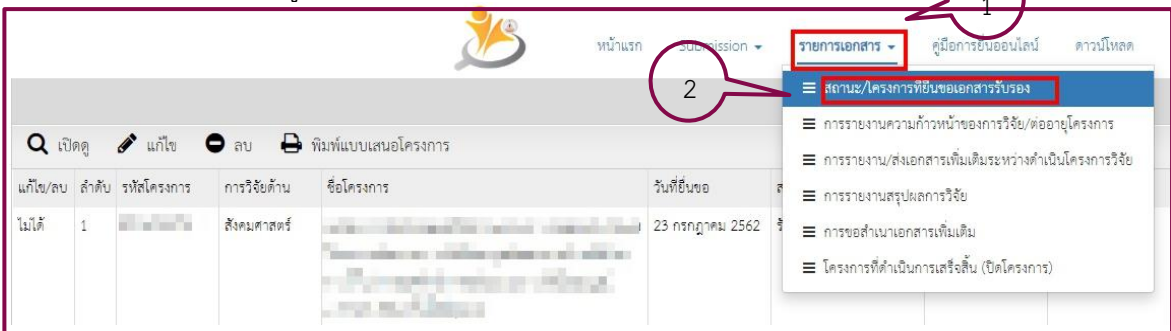 1
หน้าแรก Submission รายการเอกสาร คู่มือการยื่นออนไลน์ ดาวน์โหลด
2
สถานะ/โครงการที่ยื่นขอเอกสารรับรอง
การรายงานความก้าวหน้าของการวิจัย/ต่ออายุโครงการ
การรายงาน/ส่งเอกสารเพิ่มเติมระหว่างดำเนินโครงการวิจัย
การรายงานสรุปผลการวิจัย
การขอสำเนาเอกสารเพิ่มเติม
โครงการที่ดำเนินการเสร็จสิ้น (ปิดโครงการ)
เปิดดู แก้ไข ลบ พิมพ์แบบเสนอโครงการ
แก้ไข/ลบ ลำดับ รหัสโครงการ การวิจัยด้าน ชื่อโครงการ วันที่ยื่นขอ
ไม่ได้ 1 สังคมศาสตร์ 23 กรกฎาคม 2562